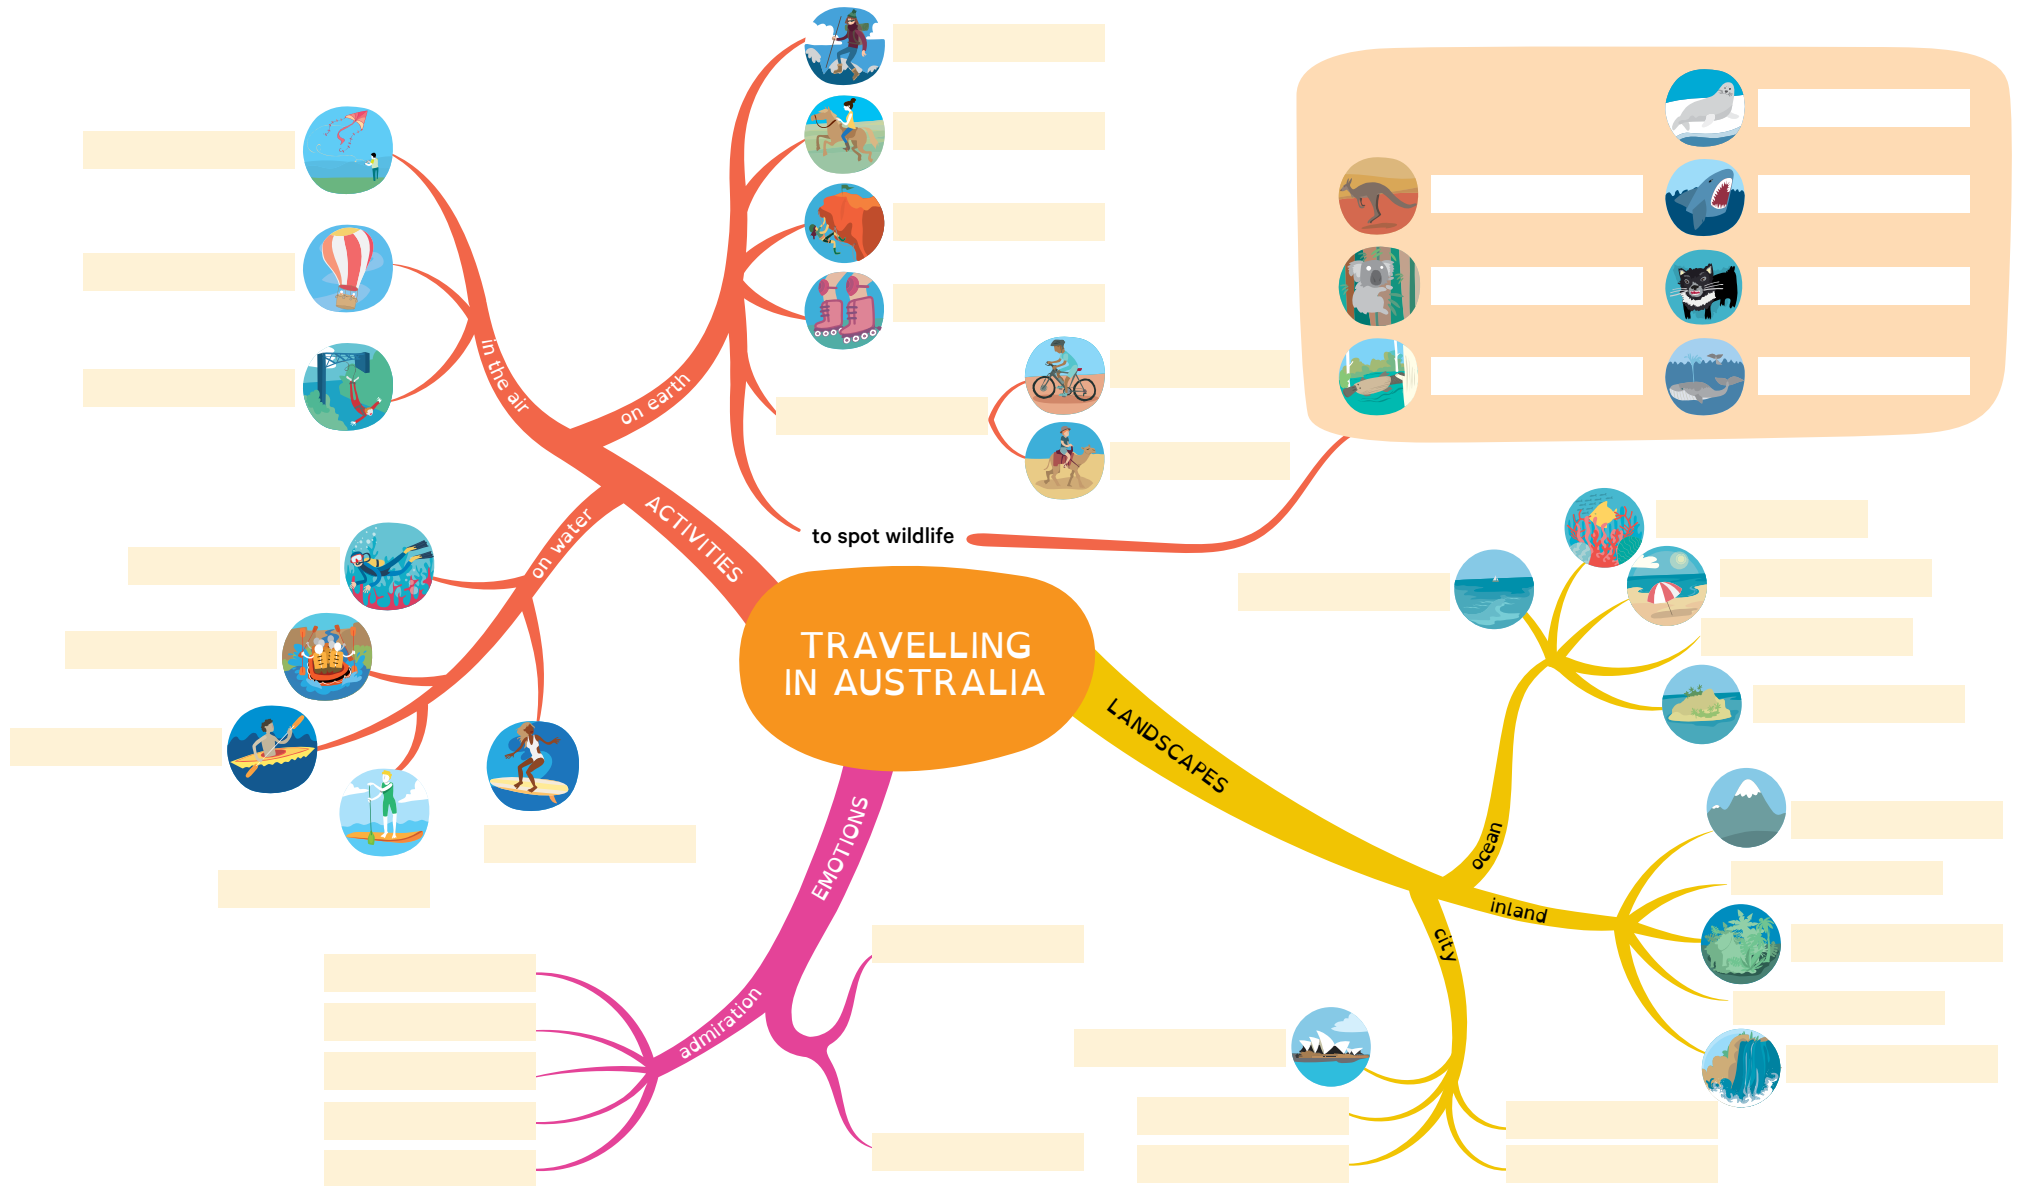 in the air
on earth
to spot wildlife
on water
ACTIVITIES
TRAVELLING
IN AUSTRALIA
LANDSCAPES
ocean
inland
city
EMOTIONS
admiration